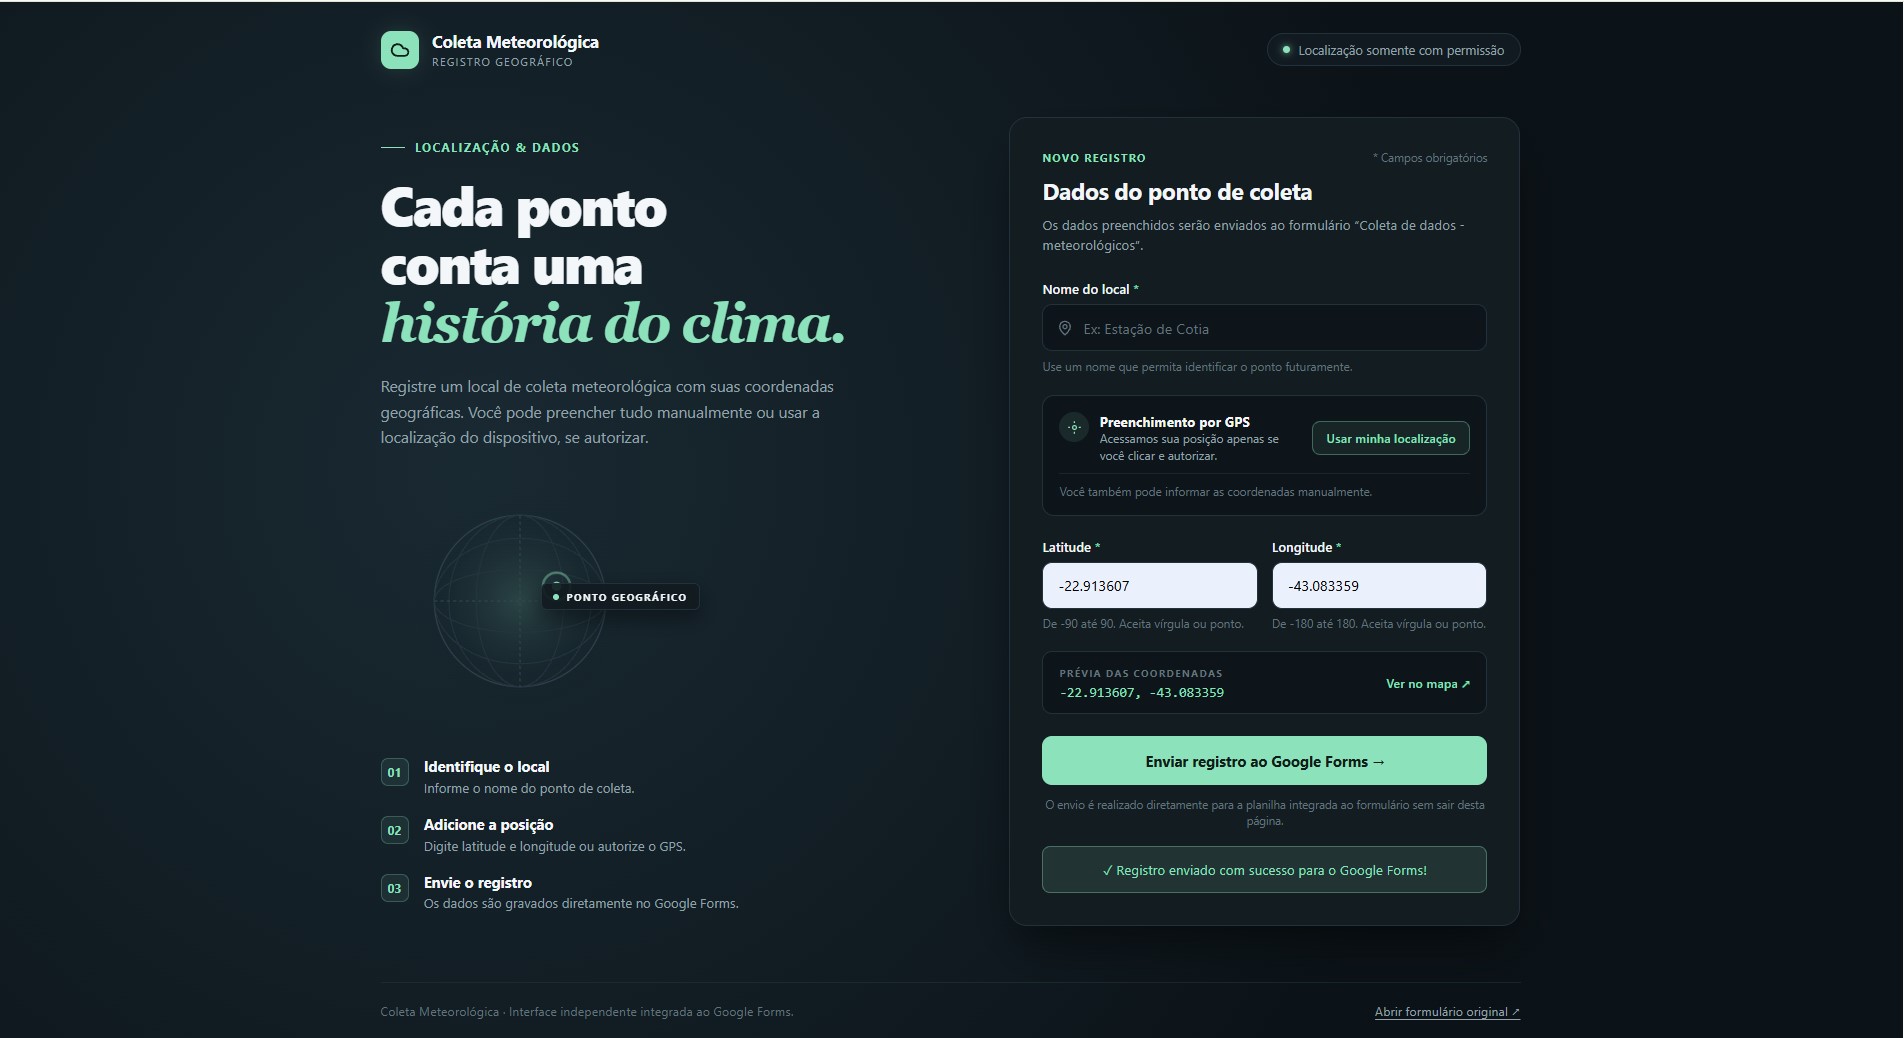 Coleta Meteorológica
REGISTRO GEOGRÁFICO
Localização somente com permissão
LOCALIZAÇÃO & DADOS
Cada ponto
conta uma
história do clima.
Registre um local de coleta meteorológica com suas coordenadas
geográficas. Você pode preencher tudo manualmente ou usar a
localização do dispositivo, se autorizar.
PONTO GEOGRÁFICO
01
Identifique o local
Informe o nome do ponto de coleta.
02
Adicione a posição
Digite latitude e longitude ou autorize o GPS.
03
Envie o registro
Os dados são gravados diretamente no Google Forms.
NOVO REGISTRO
* Campos obrigatórios
Dados do ponto de coleta
Os dados preenchidos serão enviados ao formulário “Coleta de dados -
meteorológicos”.
Nome do local *
Ex: Estação de Cotia
Use um nome que permita identificar o ponto futuramente.
Preenchimento por GPS
Acessamos sua posição apenas se
você clicar e autorizar.
Usar minha localização
Você também pode informar as coordenadas manualmente.
Latitude *
Longitude *
-22.913607
-43.083359
De -90 até 90. Aceita vírgula ou ponto.
De -180 até 180. Aceita vírgula ou ponto.
PRÉVIA DAS COORDENADAS
-22.913607, -43.083359
Ver no mapa ↗
Enviar registro ao Google Forms →
O envio é realizado diretamente para a planilha integrada ao formulário sem sair desta
página.
✓ Registro enviado com sucesso para o Google Forms!
Coleta Meteorológica · Interface independente integrada ao Google Forms.
Abrir formulário original ↗